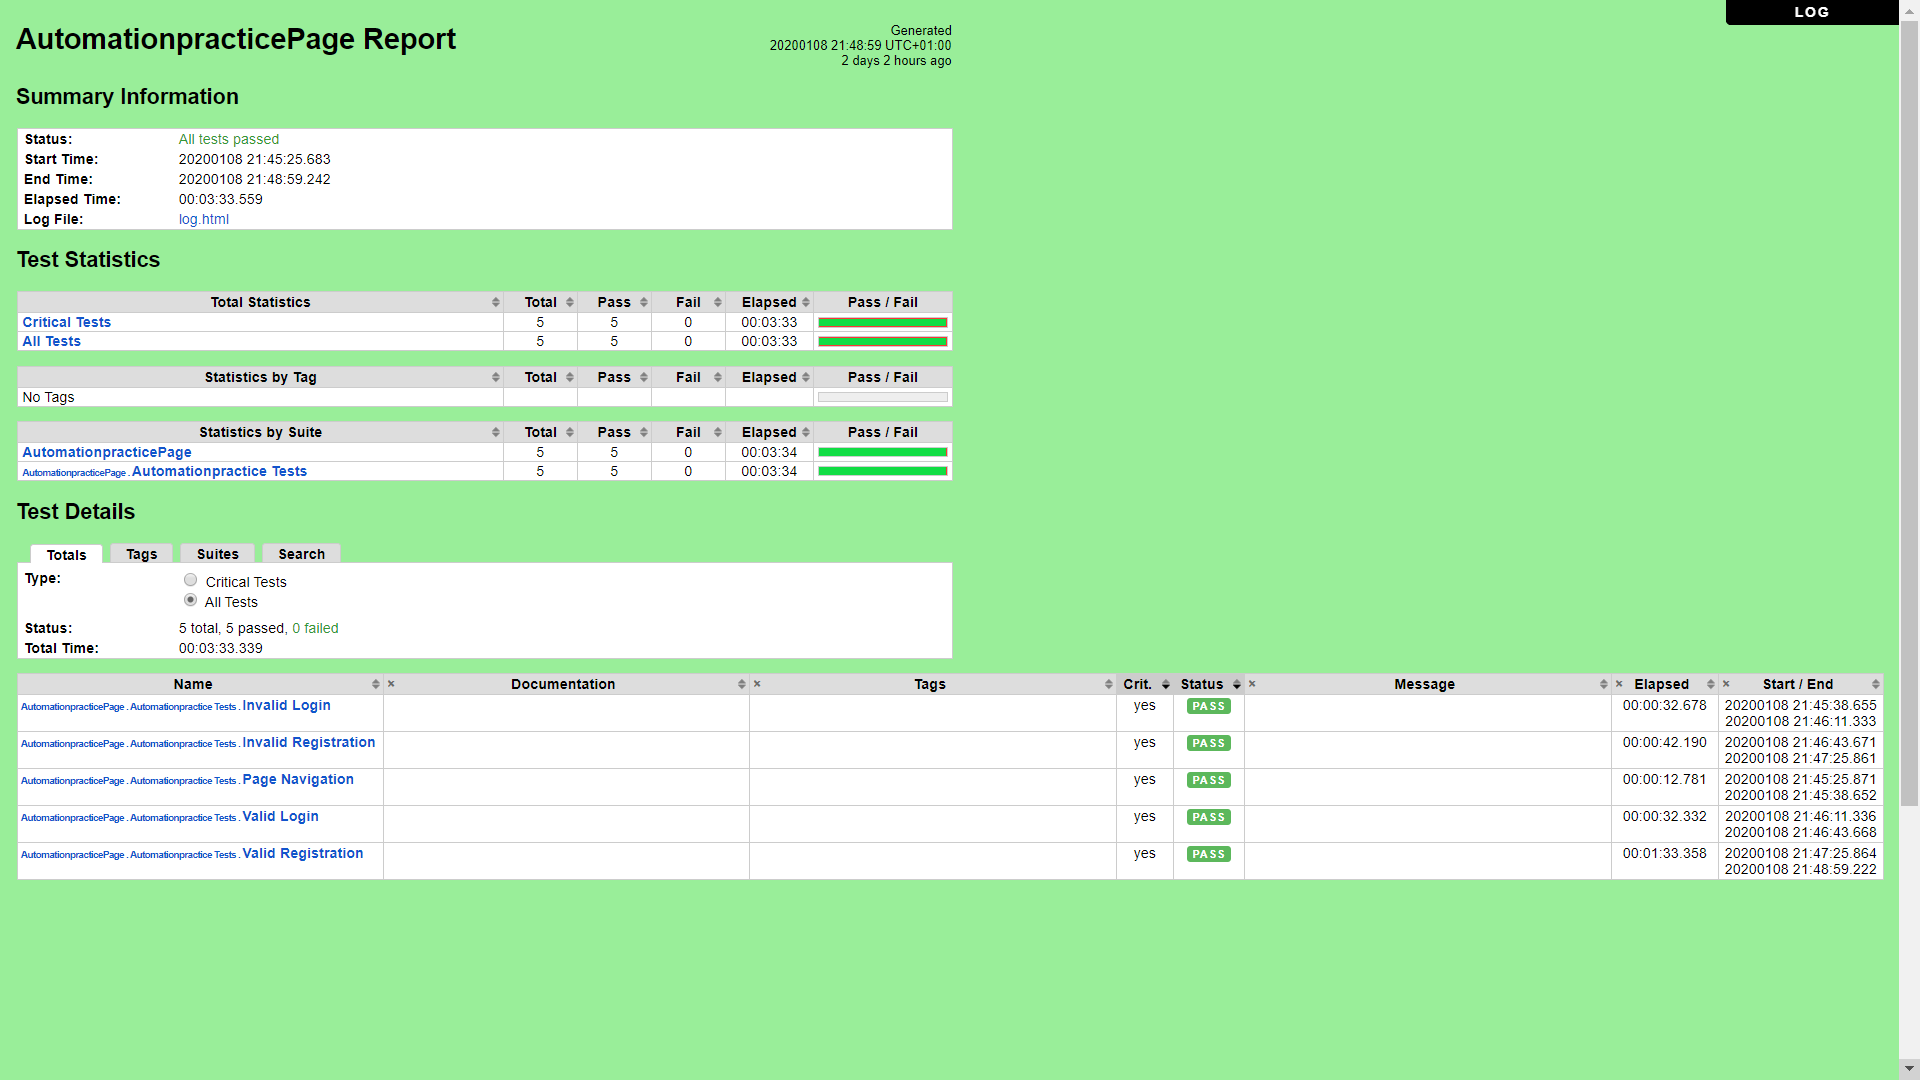 LOG
AutomationpracticePage Report
Generated
20200108 21:48:59 UTC+01:00
2 days 2 hours ago
Summary Information
Status: All tests passed
Start Time: 20200108 21:45:25.683
End Time: 20200108 21:48:59.242
Elapsed Time: 00:03:33.559
Log File: log.html
Test Statistics
Total Statistics Total Pass Fail Elapsed Pass / Fail
Critical Tests 5 5 0 00:03:33
All Tests 5 5 0 00:03:33
Statistics by Tag Total Pass Fail Elapsed Pass / Fail
No Tags
Statistics by Suite Total Pass Fail Elapsed Pass / Fail
AutomationpracticePage 5 5 0 00:03:34
AutomationpracticePage . Automationpractice Tests 5 5 0 00:03:34
Test Details
Totals Tags Suites Search
Type: Critical Tests
All Tests
Status: 5 total, 5 passed, 0 failed
Total Time: 00:03:33.339
Name × Documentation × Tags Crit. Status × Message × Elapsed × Start / End
AutomationpracticePage . Automationpractice Tests . Invalid Login yes PASS 00:00:32.678 20200108 21:45:38.655
20200108 21:46:11.333
AutomationpracticePage . Automationpractice Tests . Invalid Registration yes PASS 00:00:42.190 20200108 21:46:43.671
20200108 21:47:25.861
AutomationpracticePage . Automationpractice Tests . Page Navigation yes PASS 00:00:12.781 20200108 21:45:25.871
20200108 21:45:38.652
AutomationpracticePage . Automationpractice Tests . Valid Login yes PASS 00:00:32.332 20200108 21:46:11.336
20200108 21:46:43.668
AutomationpracticePage . Automationpractice Tests . Valid Registration yes PASS 00:01:33.358 20200108 21:47:25.864
20200108 21:48:59.222